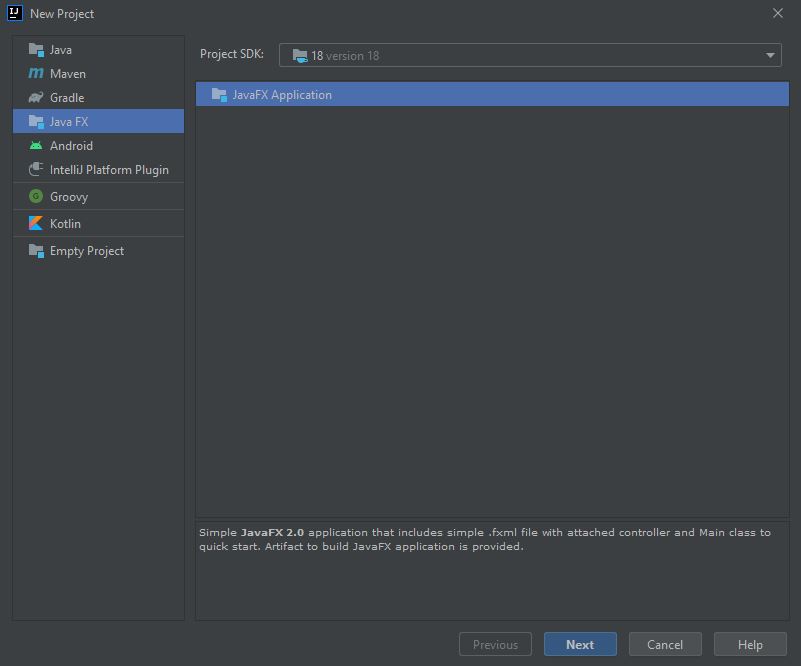 IJ
New Project
Java
Project SDK:
18 version 18
m Maven
Gradle
JavaFX Application
Java FX
Android
IntelliJ Platform Plugin
G Groovy
Kotlin
Empty Project
Simple JavaFX 2.0 application that includes simple .fxml file with attached controller and Main class to
quick start. Artifact to build JavaFX application is provided.
Previous
Next
Cancel
Help